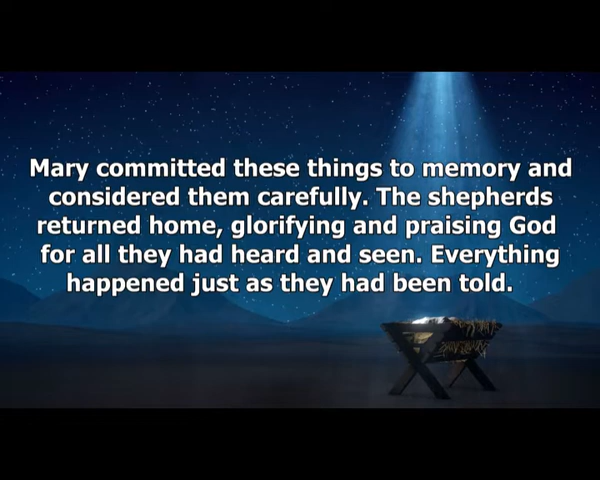 Mary committed these things to memory and
considered them carefully. The shepherds
returned home, glorifying and praising God
for all they had heard and seen. Everything
happened just as they had been told.